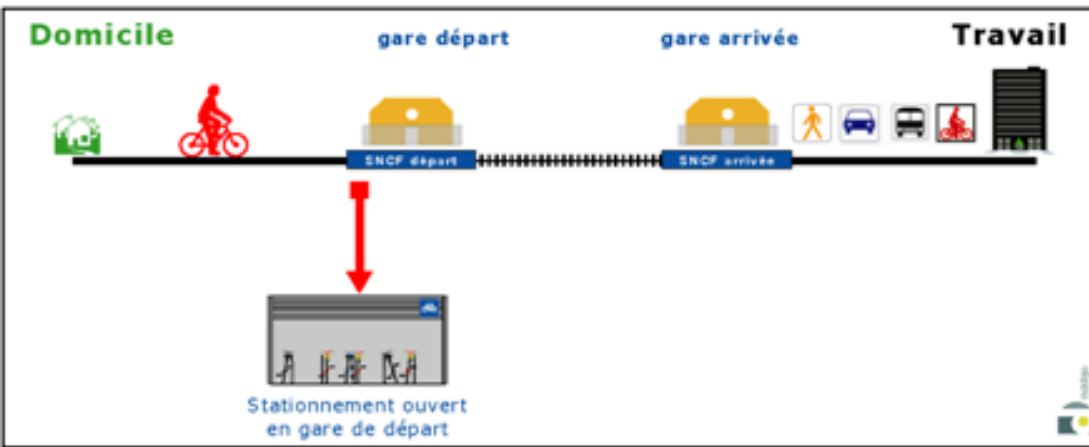 Domicile
gare départ
gare arrivée
Travail
SNCF départ
SNCF arrivée
Stationnement ouvert
en gare de départ